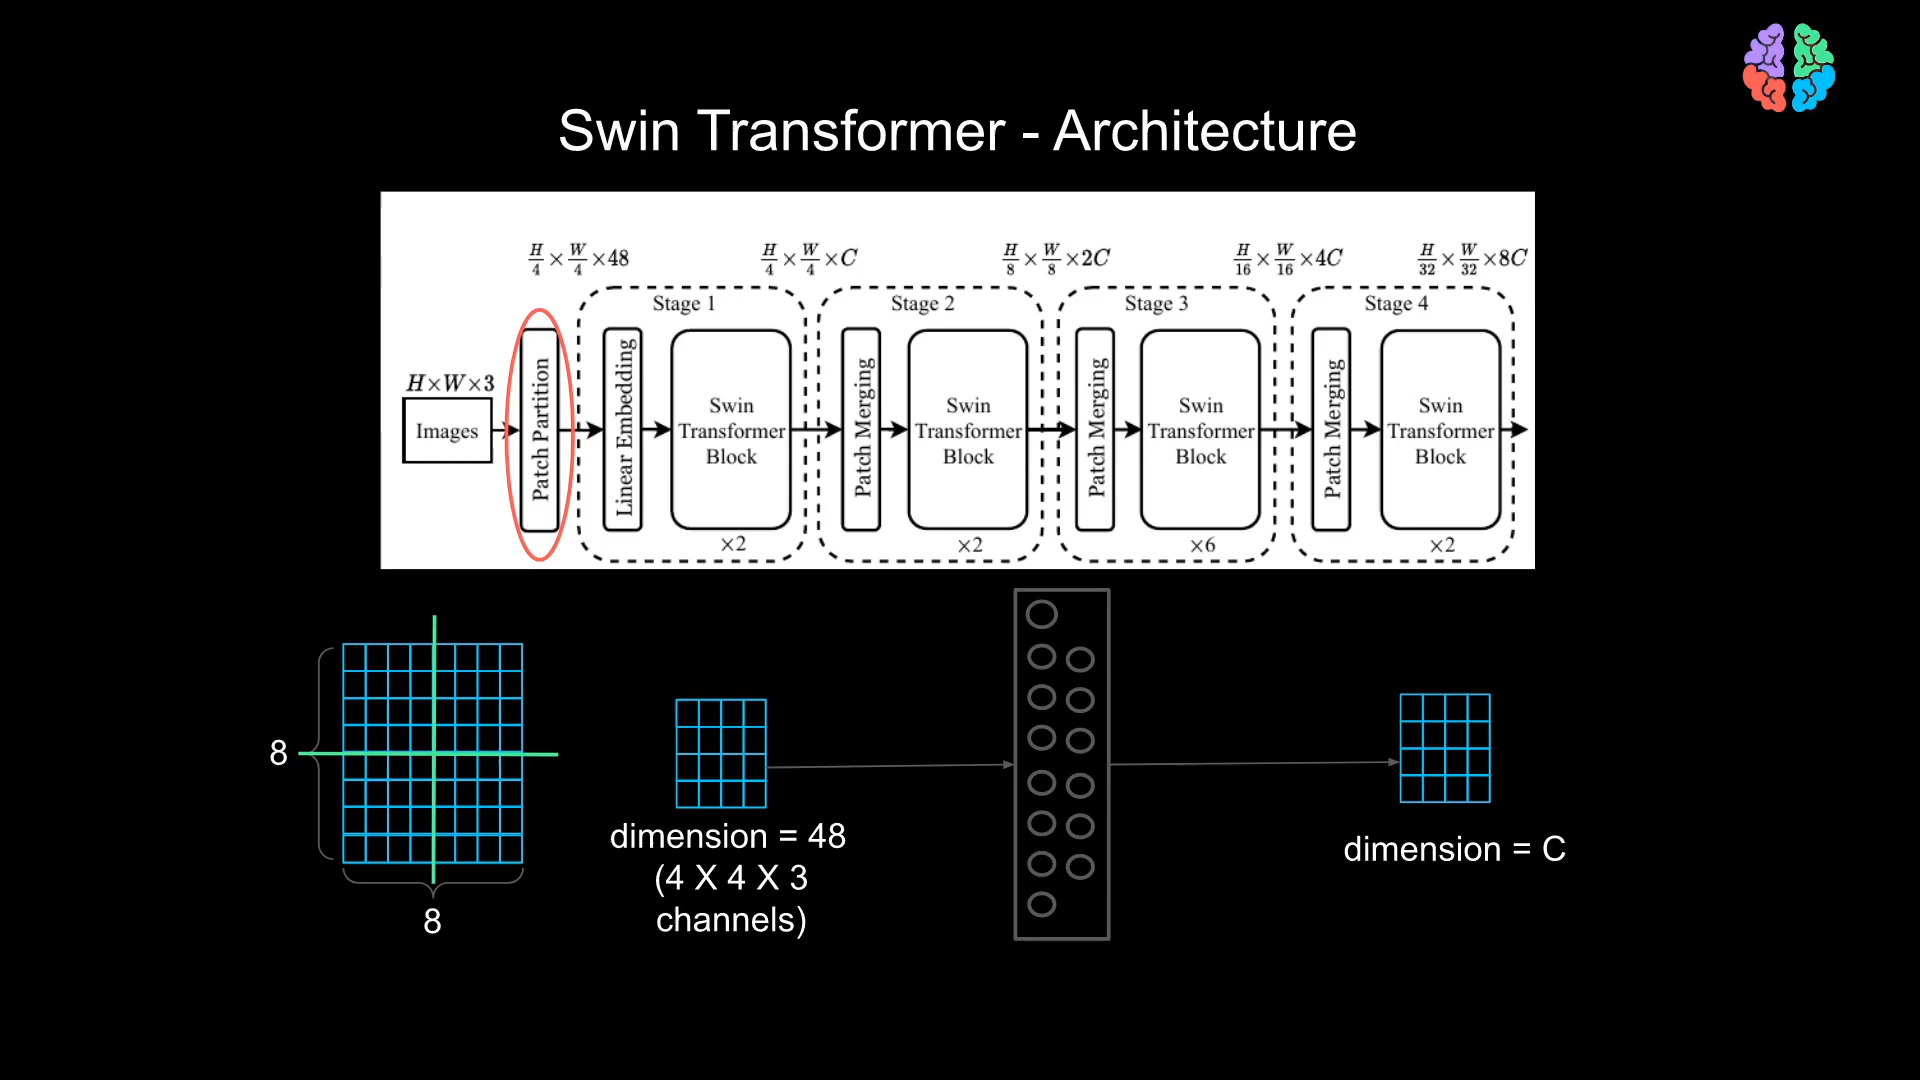 Swin Transformer - Architecture
H/4 × W/4 × 48
H/4 × W/4 × C
H/8 × W/8 × 2C
H/16 × W/16 × 4C
H/32 × W/32 × 8C
Stage 1
Stage 2
Stage 3
Stage 4
H×W×3
Images
Patch Partition
Linear Embedding
Swin
Transformer
Block
×2
Patch Merging
Swin
Transformer
Block
×2
Patch Merging
Swin
Transformer
Block
×6
Patch Merging
Swin
Transformer
Block
×2
8
8
dimension = 48
(4 X 4 X 3
channels)
dimension = C